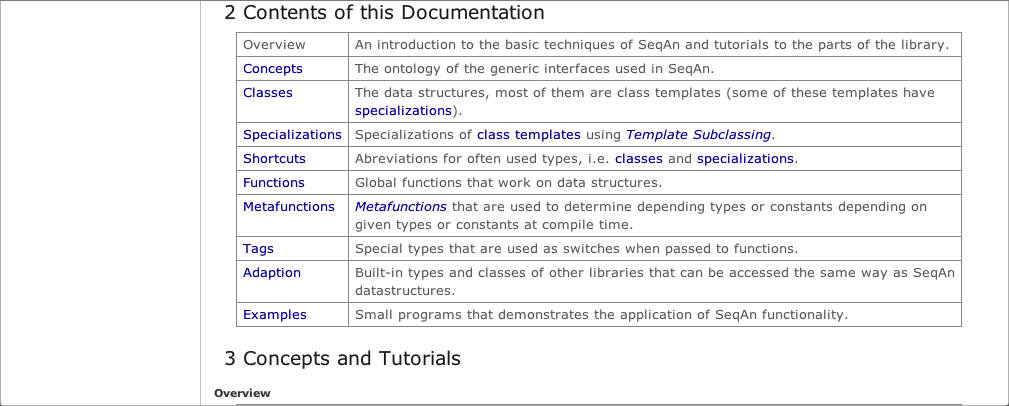 2 Contents of this Documentation
Overview An introduction to the basic techniques of SeqAn and tutorials to the parts of the library.
Concepts The ontology of the generic interfaces used in SeqAn.
Classes The data structures, most of them are class templates (some of these templates have
specializations).
Specializations Specializations of class templates using Template Subclassing.
Shortcuts Abreviations for often used types, i.e. classes and specializations.
Functions Global functions that work on data structures.
Metafunctions Metafunctions that are used to determine depending types or constants depending on
given types or constants at compile time.
Tags Special types that are used as switches when passed to functions.
Adaption Built-in types and classes of other libraries that can be accessed the same way as SeqAn
datastructures.
Examples Small programs that demonstrates the application of SeqAn functionality.
3 Concepts and Tutorials
Overview